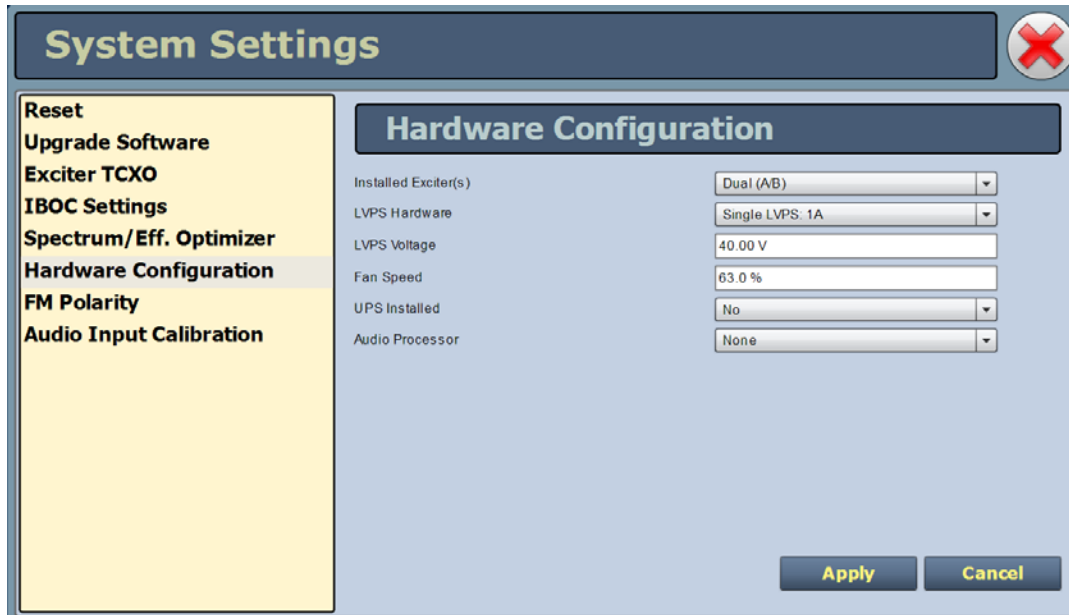 System Settings
Reset
Upgrade Software
Exciter TCXO
IBOC Settings
Spectrum/Eff. Optimizer
Hardware Configuration
FM Polarity
Audio Input Calibration
Hardware Configuration
Installed Exciter(s) Dual (A/B)
LVPS Hardware Single LVPS: 1A
LVPS Voltage 40.00 V
Fan Speed 63.0 %
UPS Installed No
Audio Processor None
Apply Cancel